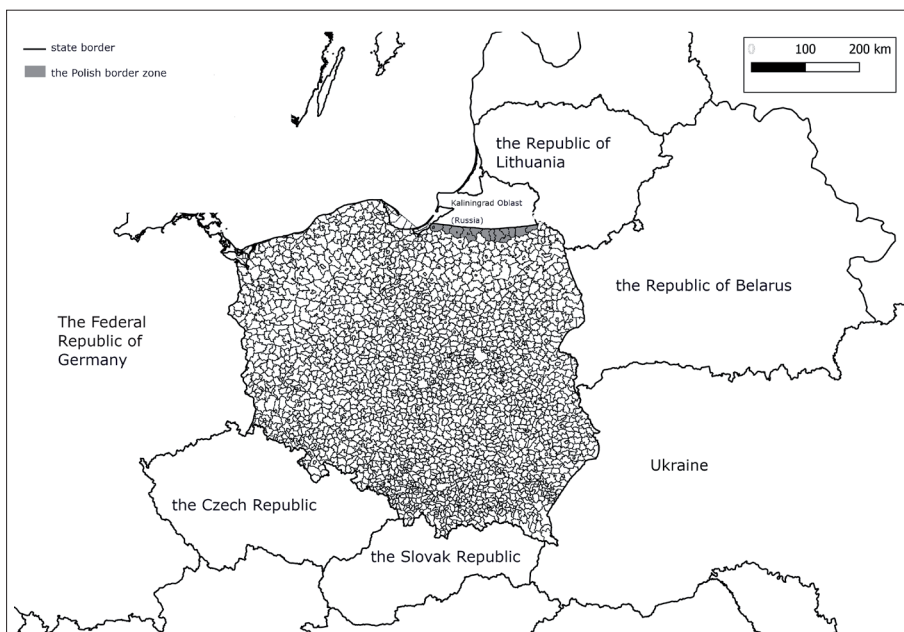 state border
the Polish border zone
0 100 200 km
the Republic of
Lithuania
Kaliningrad Oblast
(Russia)
the Republic of Belarus
The Federal
Republic of
Germany
Ukraine
the Czech Republic
the Slovak Republic